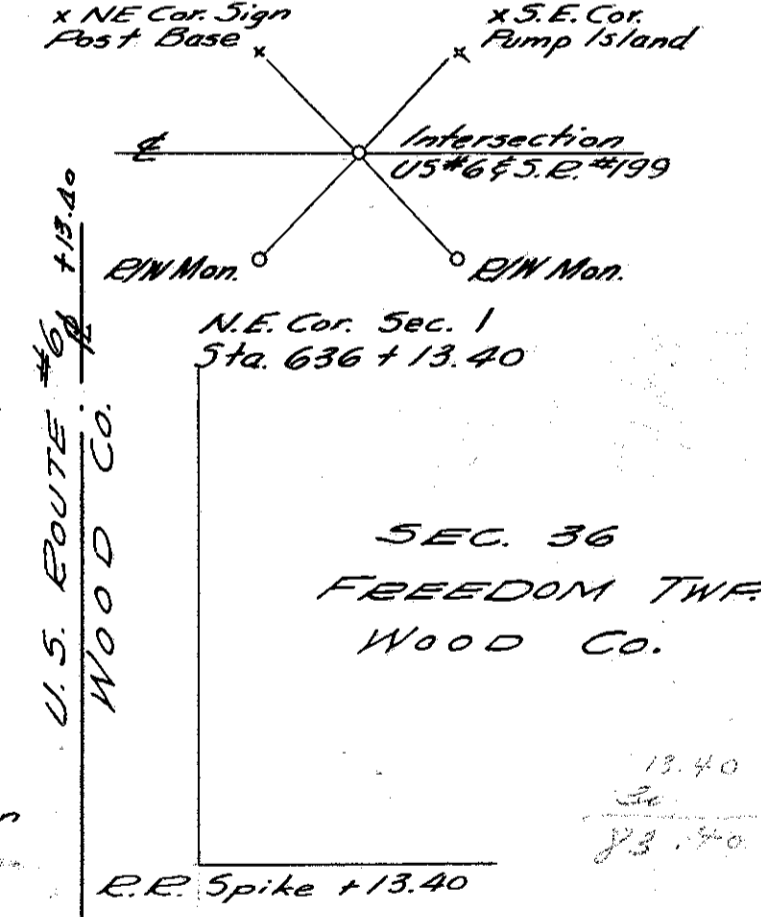 x NE Cor. Sign
Post Base
x S.E. Cor.
Pump Island
x
x
℄
Intersection
US#6 & S.R. #199
R/W Mon.
R/W Mon.
N.E. Cor. Sec. 1
Sta. 636 + 13.40
U.S. ROUTE #6 ℄ +13.40
WOOD CO.
SEC. 36
FREEDOM TWP.
WOOD Co.
13.40
83.40
R.R. Spike +13.40